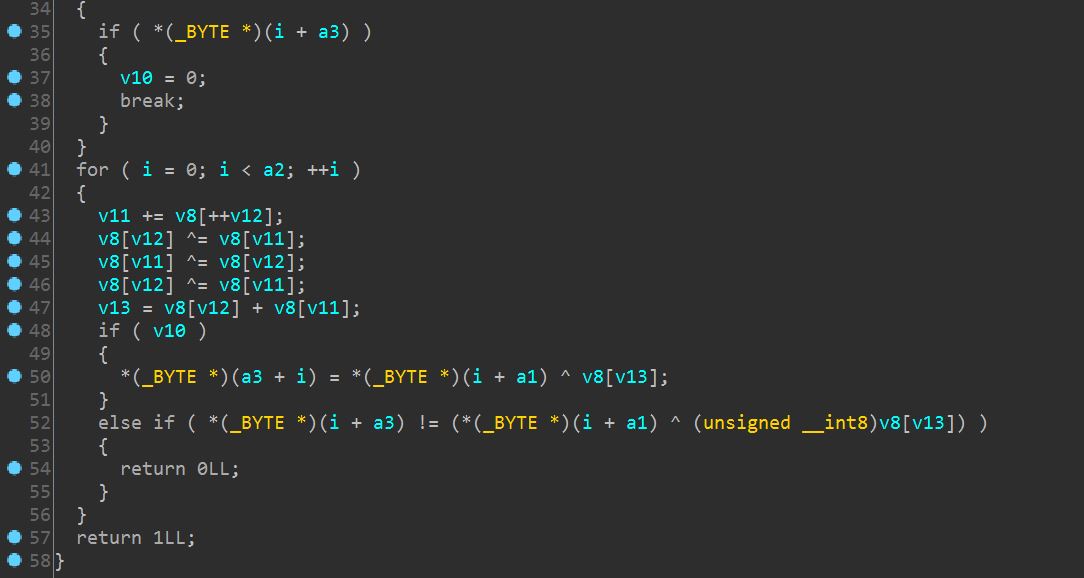 34 {
35 if ( *(_BYTE *)(i + a3) )
36 {
37 v10 = 0;
38 break;
39 }
40 }
41 for ( i = 0; i < a2; ++i )
42 {
43 v11 += v8[++v12];
44 v8[v12] ^= v8[v11];
45 v8[v11] ^= v8[v12];
46 v8[v12] ^= v8[v11];
47 v13 = v8[v12] + v8[v11];
48 if ( v10 )
49 {
50 *(_BYTE *)(a3 + i) = *(_BYTE *)(i + a1) ^ v8[v13];
51 }
52 else if ( *(_BYTE *)(i + a3) != (*(_BYTE *)(i + a1) ^ (unsigned __int8)v8[v13]) )
53 {
54 return 0LL;
55 }
56 }
57 return 1LL;
58 }